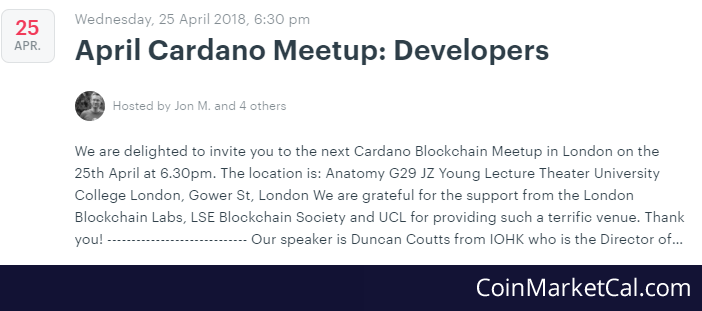 25
APR.
Wednesday, 25 April 2018, 6:30 pm
April Cardano Meetup: Developers
Hosted by Jon M. and 4 others
We are delighted to invite you to the next Cardano Blockchain Meetup in London on the
25th April at 6.30pm. The location is: Anatomy G29 JZ Young Lecture Theater University
College London, Gower St, London We are grateful for the support from the London
Blockchain Labs, LSE Blockchain Society and UCL for providing such a terrific venue. Thank
you! ----------------------------- Our speaker is Duncan Coutts from IOHK who is the Director of...
CoinMarketCal.com